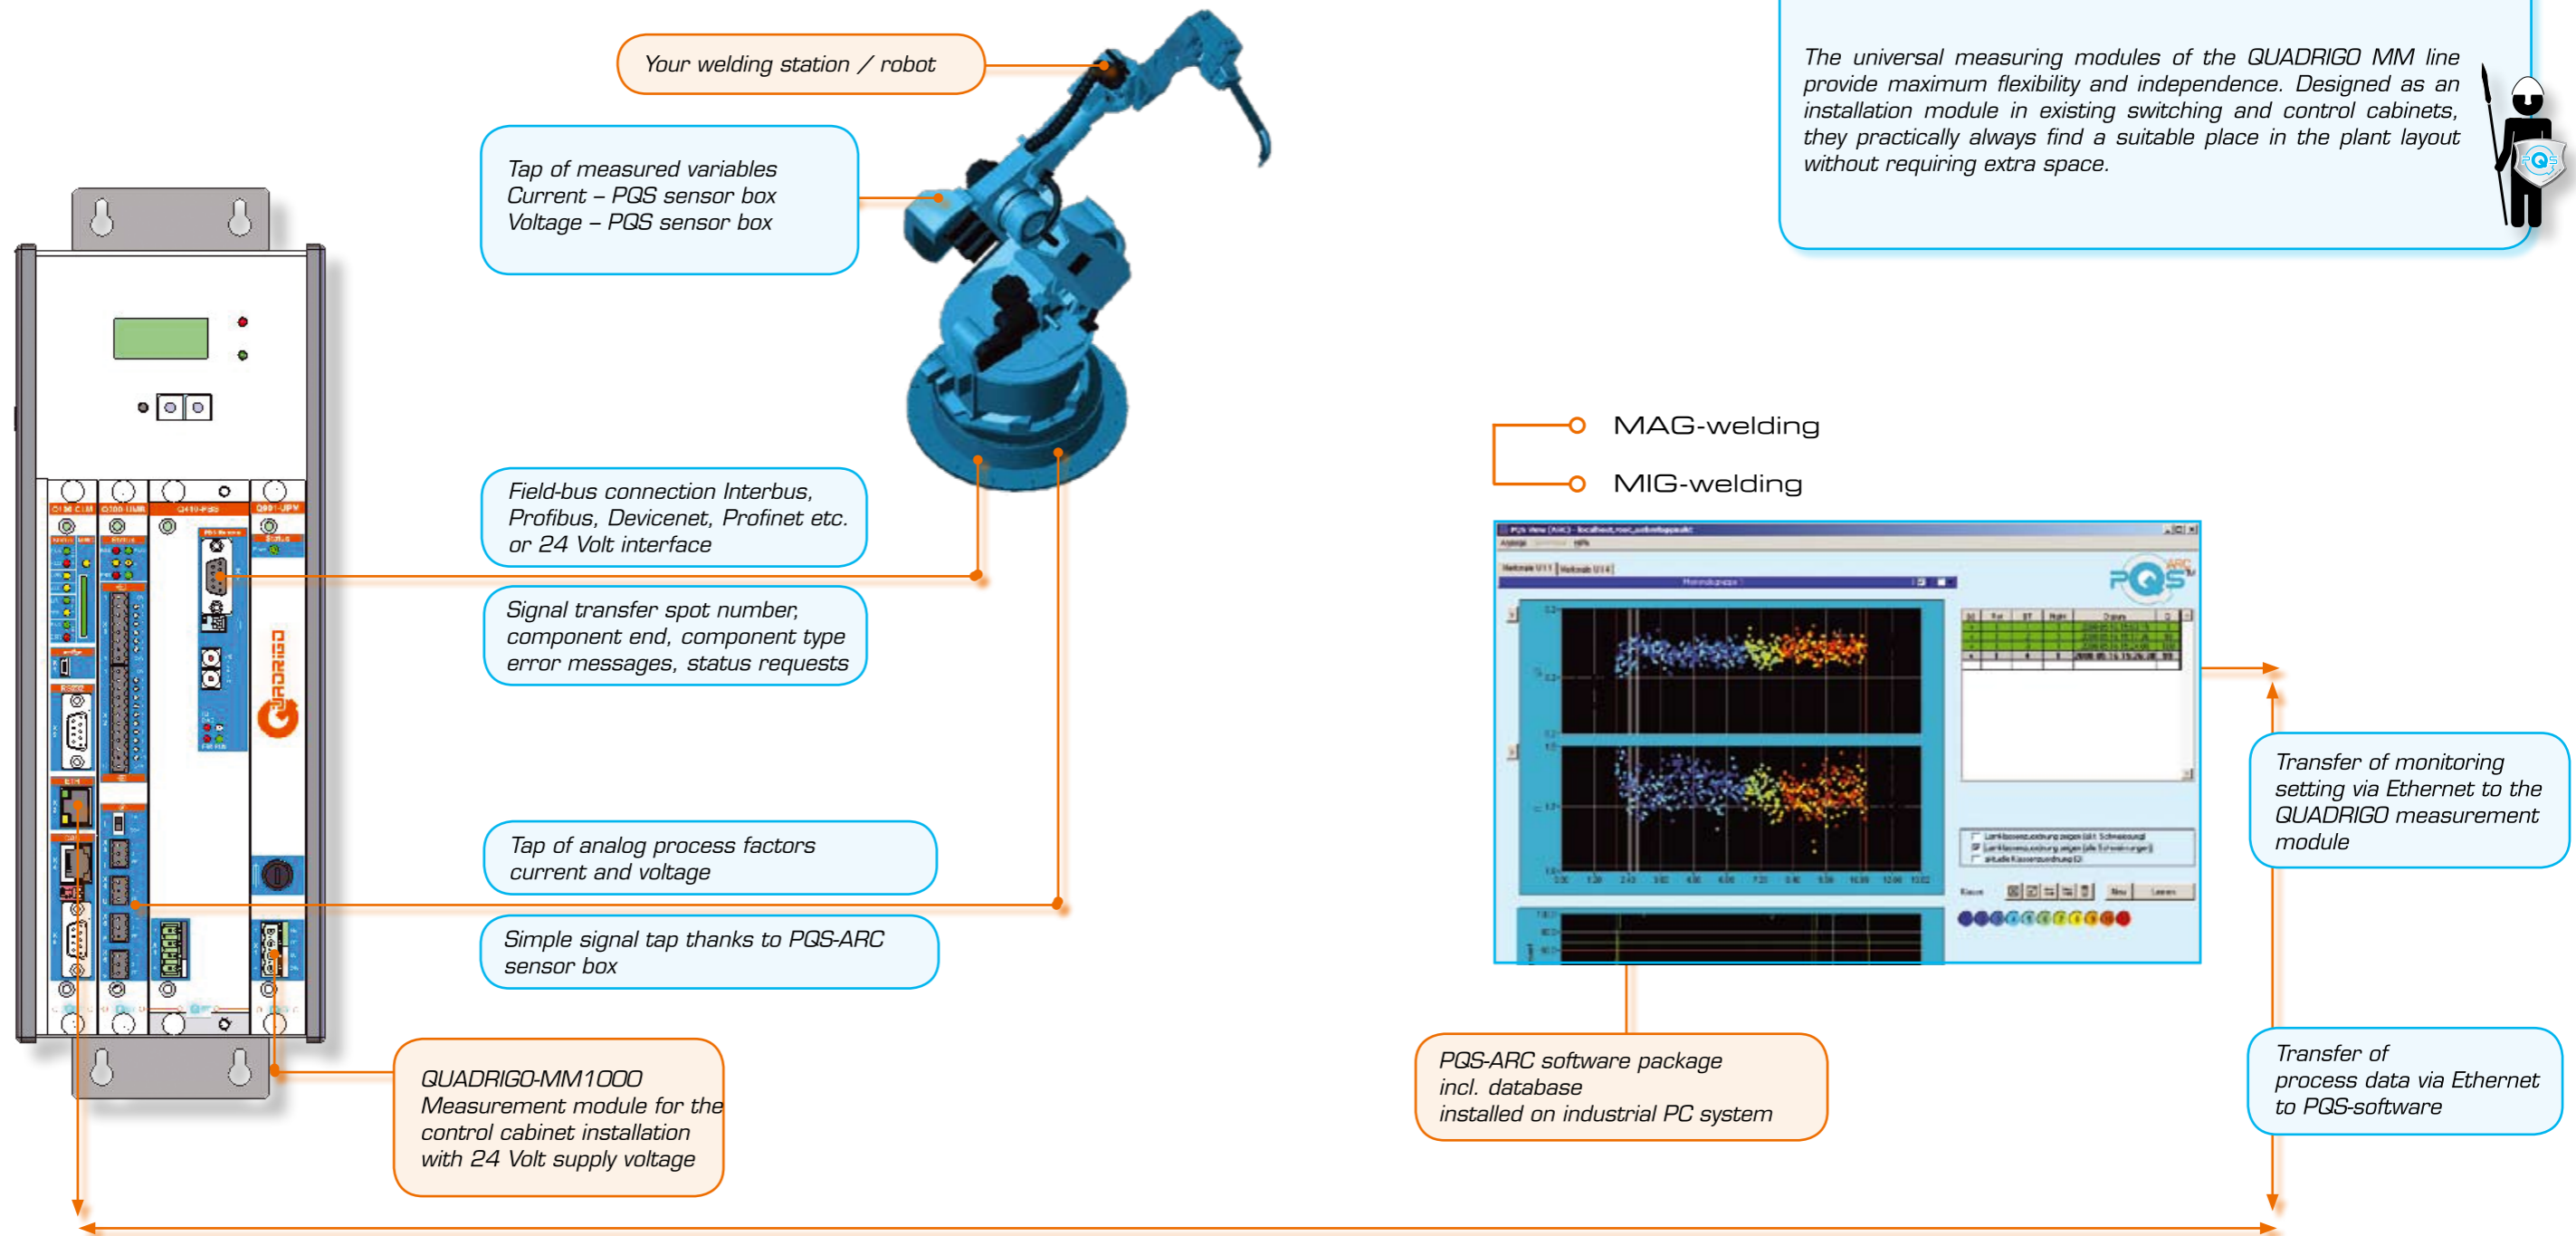 Your welding station / robot
The universal measuring modules of the QUADRIGO MM line
provide maximum flexibility and independence. Designed as an
installation module in existing switching and control cabinets,
they practically always find a suitable place in the plant layout
without requiring extra space.
PQS
Tap of measured variables
Current – PQS sensor box
Voltage – PQS sensor box
MAG-welding
MIG-welding
Field-bus connection Interbus,
Profibus, Devicenet, Profinet etc.
or 24 Volt interface
Signal transfer spot number,
component end, component type
error messages, status requests
Tap of analog process factors
current and voltage
Simple signal tap thanks to PQS-ARC
sensor box
QUADRIGO-MM1000
Measurement module for the
control cabinet installation
with 24 Volt supply voltage
Status
RS232
ETH
QUADRIGO
PQS ARC
PQS-ARC software package
incl. database
installed on industrial PC system
Transfer of monitoring
setting via Ethernet to the
QUADRIGO measurement
module
Transfer of
process data via Ethernet
to PQS-software